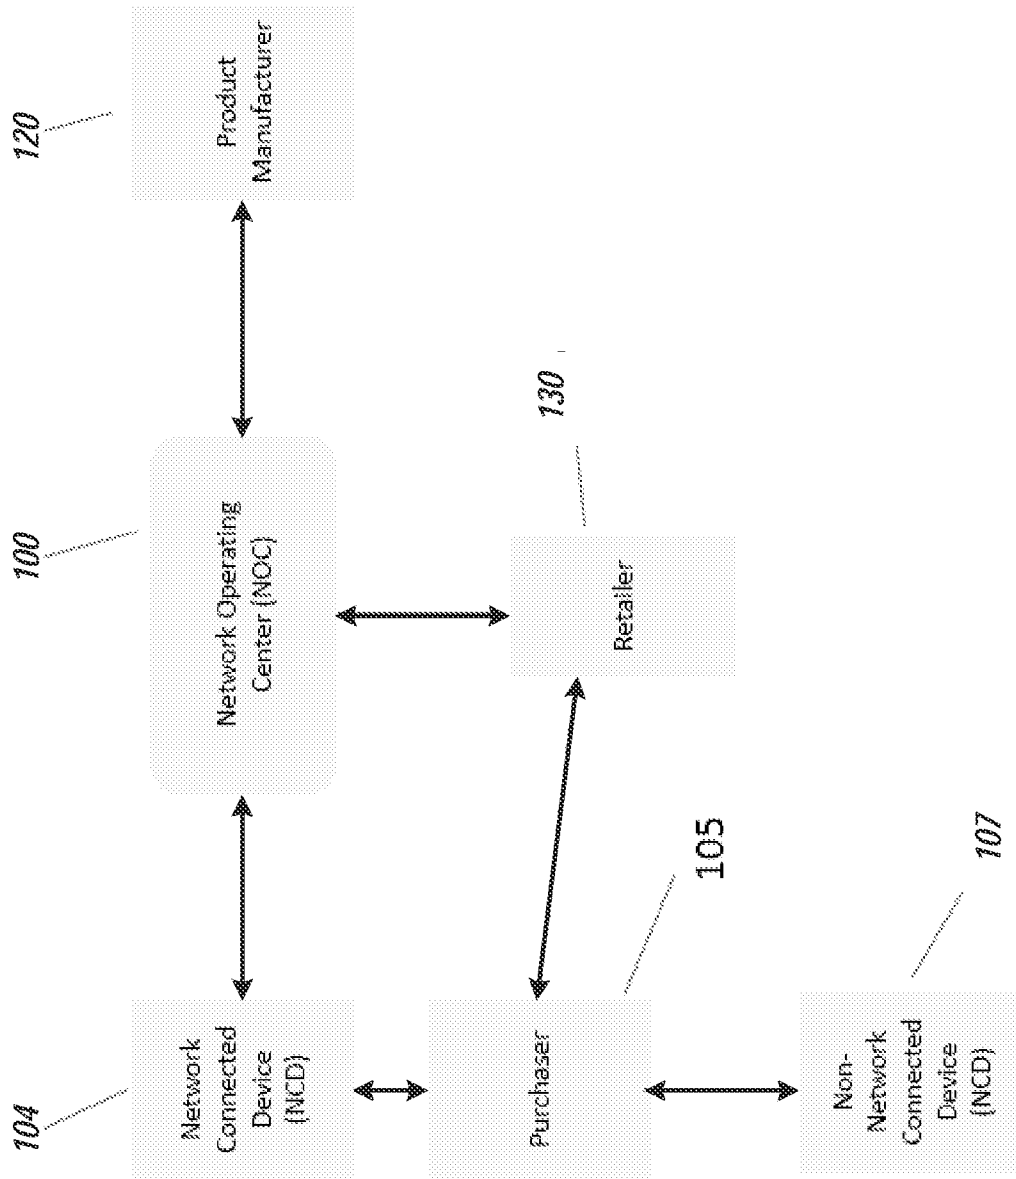 104
100
120
Network
Connected
Device
(NCD)
Network Operating
Center (NOC)
Product
Manufacturer
Purchaser
105
Retailer
130
Non-
Network
Connected
Device
(NCD)
107